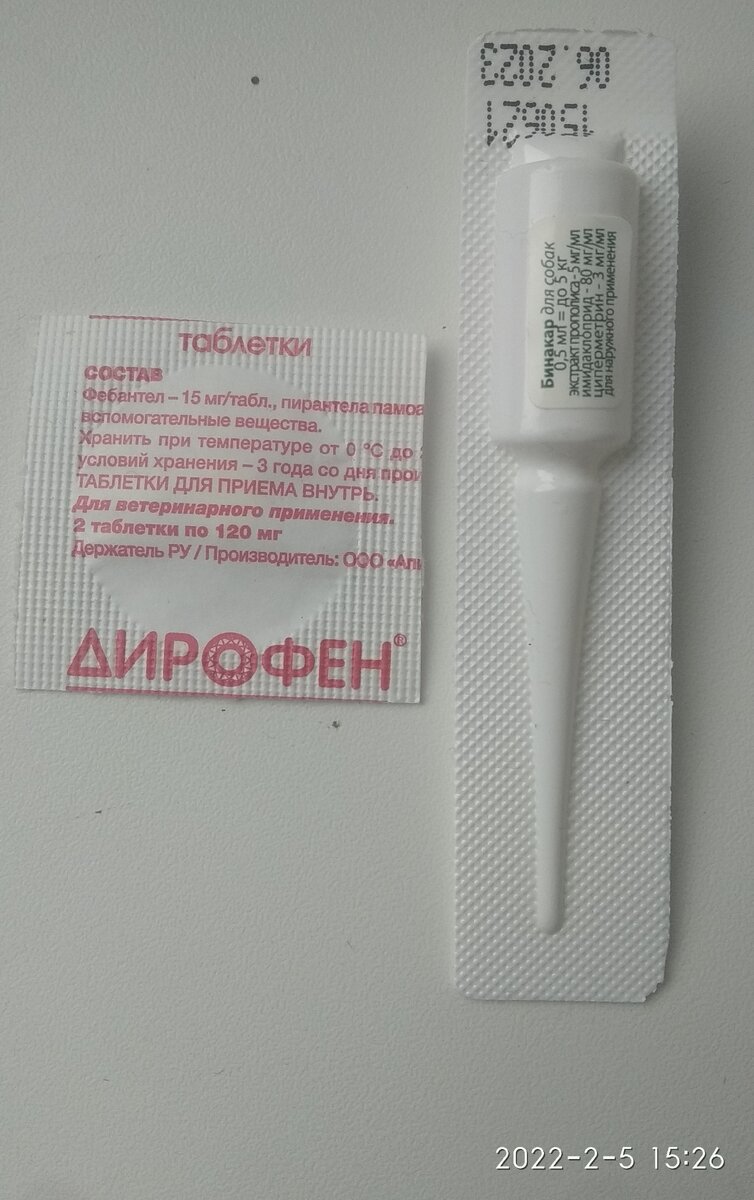 таблетки
СОСТАВ
Фебантел – 15 мг/табл., пирантела памоа
вспомогательные вещества.
Хранить при температуре от 0 °С до
условий хранения – 3 года со дня прои
ТАБЛЕТКИ ДЛЯ ПРИЕМА ВНУТРЬ.
Для ветеринарного применения.
2 таблетки по 120 мг
Держатель РУ / Производитель: ООО «Апи
ДИРОФЕН®
06.2023
150621
Бинакар для собак
0,5 мл = до 5 кг
экстракт прополиса - 5 мг/мл
имидаклоприд - 80 мг/мл
циперметрин - 3 мг/мл
для наружного применения
2022-2-5 15:26